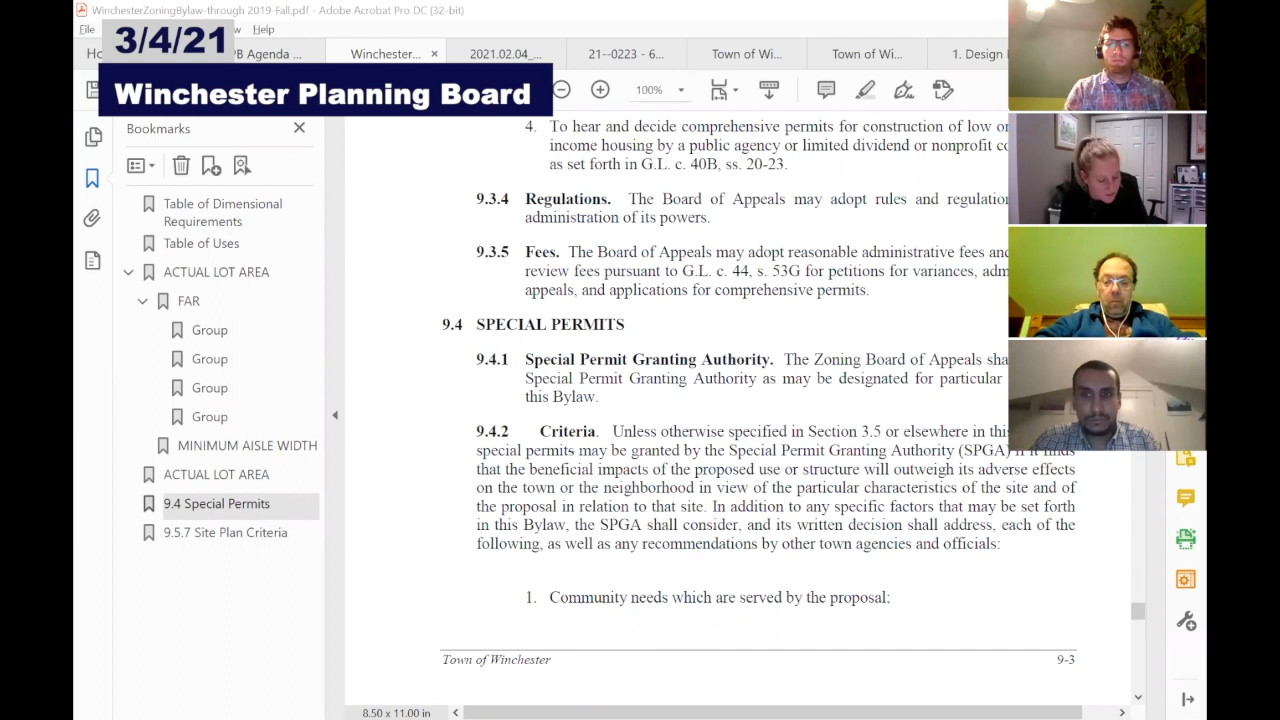 WinchesterZoningBylaw-through 2019-Fall.pdf - Adobe Acrobat Pro DC (32-bit)
File
Help
3/4/21
Winchester Planning Board
Agenda ...
Winchester... ×
2021.02.04_...
21--0223 - 6...
Town of Wi...
Town of Wi...
1. Design
100%
Bookmarks
Table of Dimensional
Requirements
Table of Uses
ACTUAL LOT AREA
FAR
Group
Group
Group
Group
MINIMUM AISLE WIDTH
ACTUAL LOT AREA
9.4 Special Permits
9.5.7 Site Plan Criteria
4. To hear and decide comprehensive permits for construction of low
income housing by a public agency or limited dividend or nonprofit
as set forth in G.L. c. 40B, ss. 20-23.
9.3.4 Regulations. The Board of Appeals may adopt rules and
administration of its powers.
9.3.5 Fees. The Board of Appeals may adopt reasonable administrative fees
review fees pursuant to G.L. c. 44, s. 53G for petitions for variances,
appeals, and applications for comprehensive permits.
9.4 SPECIAL PERMITS
9.4.1 Special Permit Granting Authority. The Zoning Board of Appeals
Special Permit Granting Authority as may be designated for particular
this Bylaw.
9.4.2 Criteria. Unless otherwise specified in Section 3.5 or elsewhere in
special permits may be granted by the Special Permit Granting Authority (SPGA) if it finds
that the beneficial impacts of the proposed use or structure will outweigh its adverse effects
on the town or the neighborhood in view of the particular characteristics of the site and of
the proposal in relation to that site. In addition to any specific factors that may be set forth
in this Bylaw, the SPGA shall consider, and its written decision shall address, each of the
following, as well as any recommendations by other town agencies and officials:
1. Community needs which are served by the proposal;
Town of Winchester 9-3
8.50 x 11.00 in